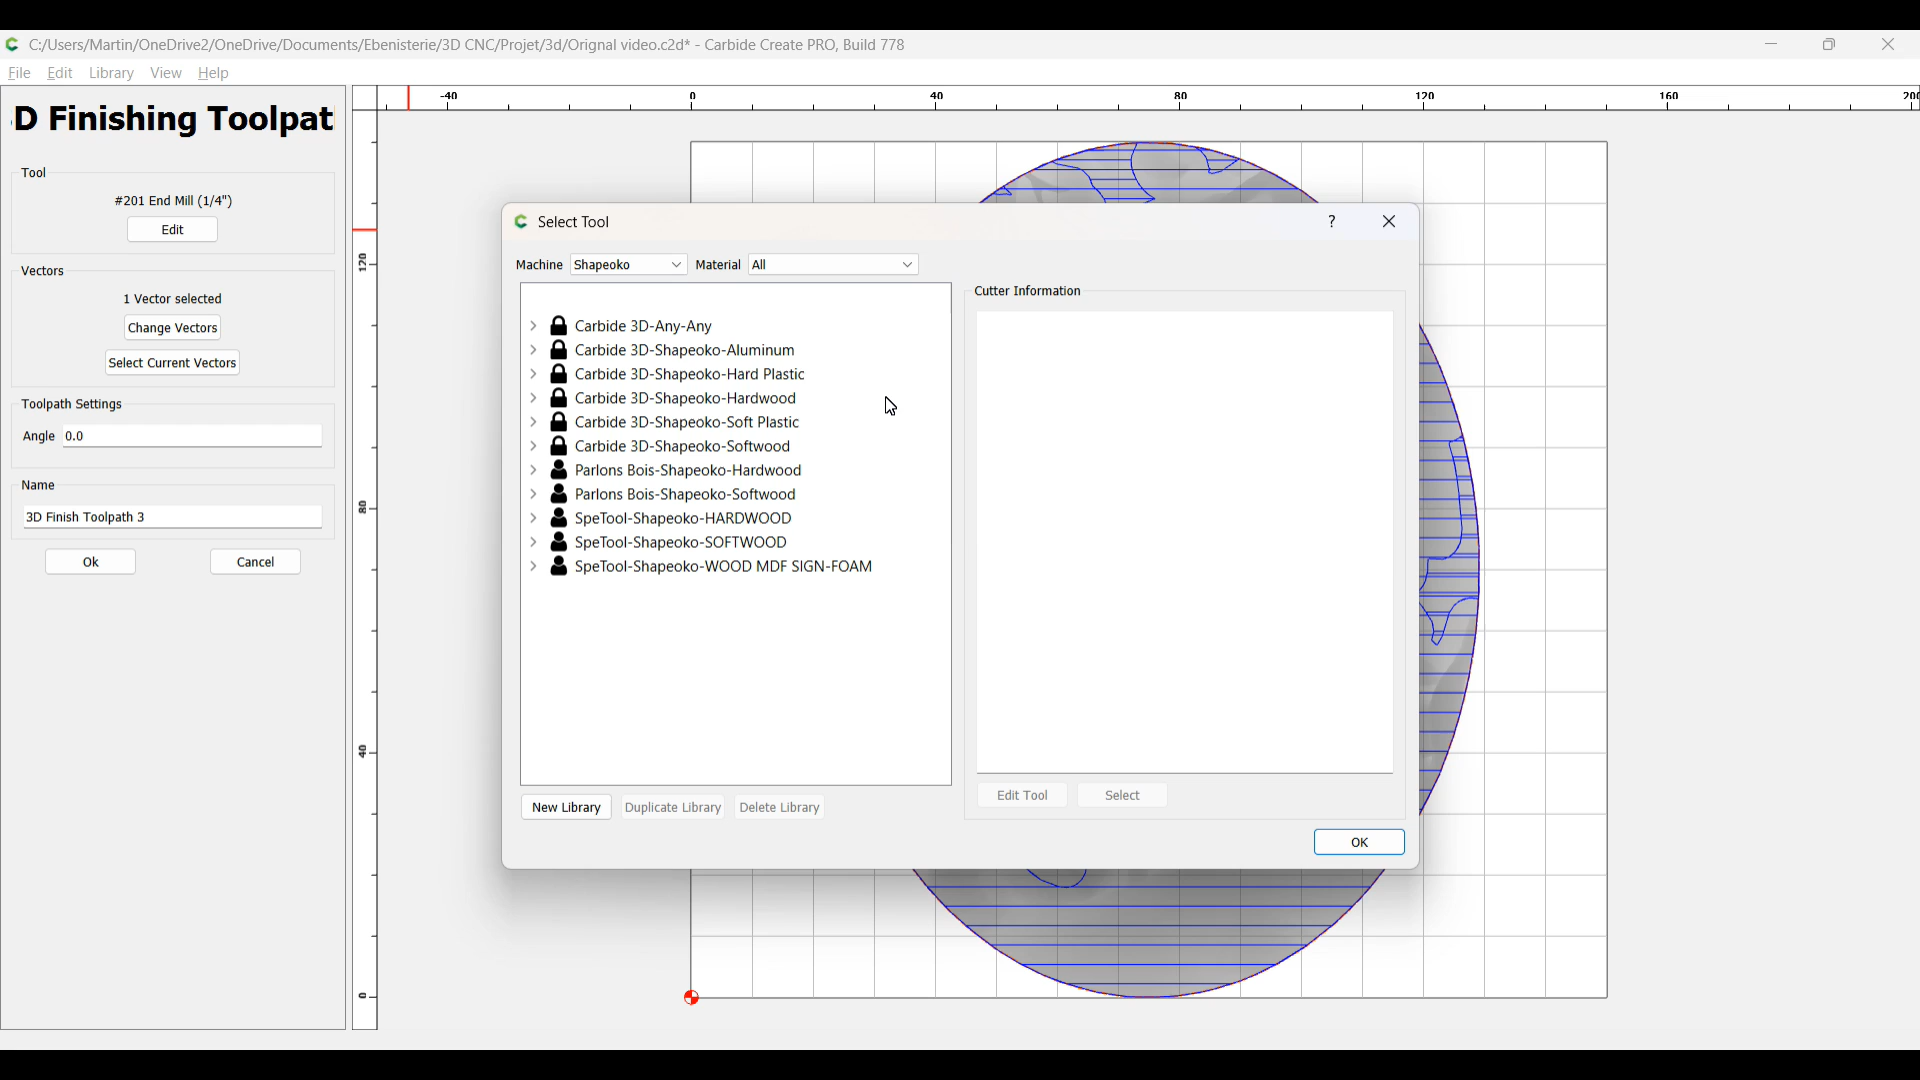 C:/Users/Martin/OneDrive2/OneDrive/Documents/Ebenisterie/3D CNC/Projet/3d/Orignal video.c2d* - Carbide Create PRO, Build 778
File Edit Library View Help
D Finishing Toolpat
Tool
#201 End Mill (1/4")
Edit
Vectors
1 Vector selected
Change Vectors
Select Current Vectors
Toolpath Settings
Angle 0.0
Name
3D Finish Toolpath 3
Ok Cancel
-40 0 40 80 120 160 200
120
80
40
0
Select Tool ?
Machine Shapeoko Material All
Carbide 3D-Any-Any
Carbide 3D-Shapeoko-Aluminum
Carbide 3D-Shapeoko-Hard Plastic
Carbide 3D-Shapeoko-Hardwood
Carbide 3D-Shapeoko-Soft Plastic
Carbide 3D-Shapeoko-Softwood
Parlons Bois-Shapeoko-Hardwood
Parlons Bois-Shapeoko-Softwood
SpeTool-Shapeoko-HARDWOOD
SpeTool-Shapeoko-SOFTWOOD
SpeTool-Shapeoko-WOOD MDF SIGN-FOAM
New Library Duplicate Library Delete Library
Cutter Information
Edit Tool Select
OK